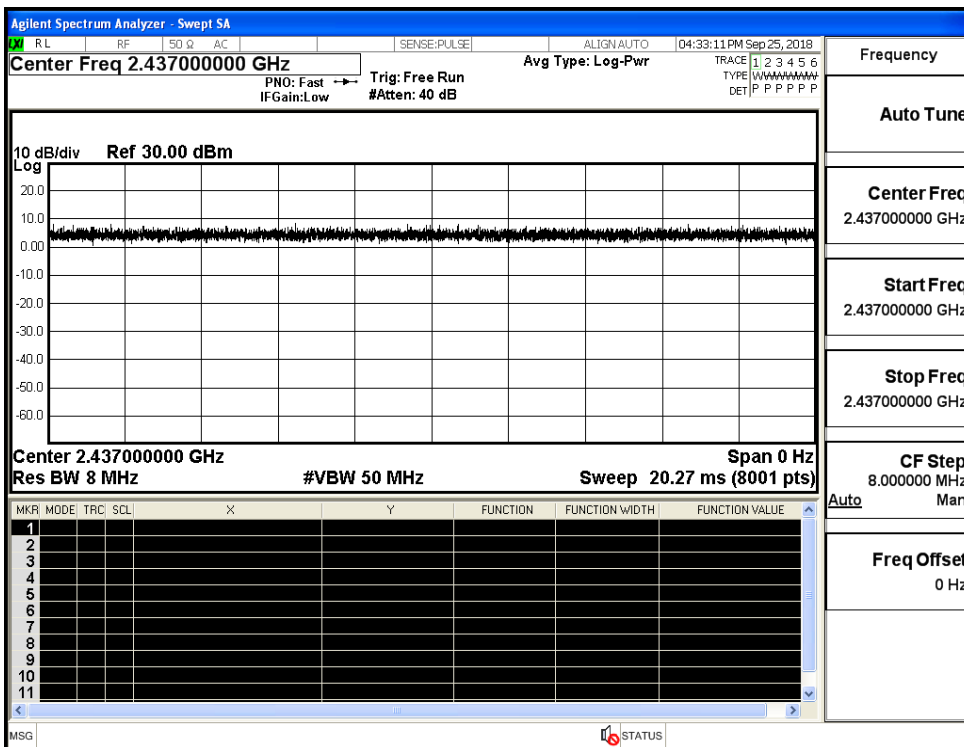 Agilent Spectrum Analyzer - Swept SA
LXI RL RF 50 Ω AC SENSE:PULSE ALIGN AUTO 04:33:11 PM Sep 25, 2018
Center Freq 2.437000000 GHz
PNO: Fast
IFGain:Low
Trig: Free Run
#Atten: 40 dB
Avg Type: Log-Pwr
TRACE 1 2 3 4 5 6
TYPE WWWWWW
DET P P P P P P
10 dB/div Ref 30.00 dBm
Log
20.0
10.0
0.00
-10.0
-20.0
-30.0
-40.0
-50.0
-60.0
Center 2.437000000 GHz Span 0 Hz
Res BW 8 MHz #VBW 50 MHz Sweep 20.27 ms (8001 pts)
MKR MODE TRC SCL X Y FUNCTION FUNCTION WIDTH FUNCTION VALUE
1
2
3
4
5
6
7
8
9
10
11
MSG STATUS
Frequency
Auto Tune
Center Freq
2.437000000 GHz
Start Freq
2.437000000 GHz
Stop Freq
2.437000000 GHz
CF Step
8.000000 MHz
Auto Man
Freq Offset
0 Hz